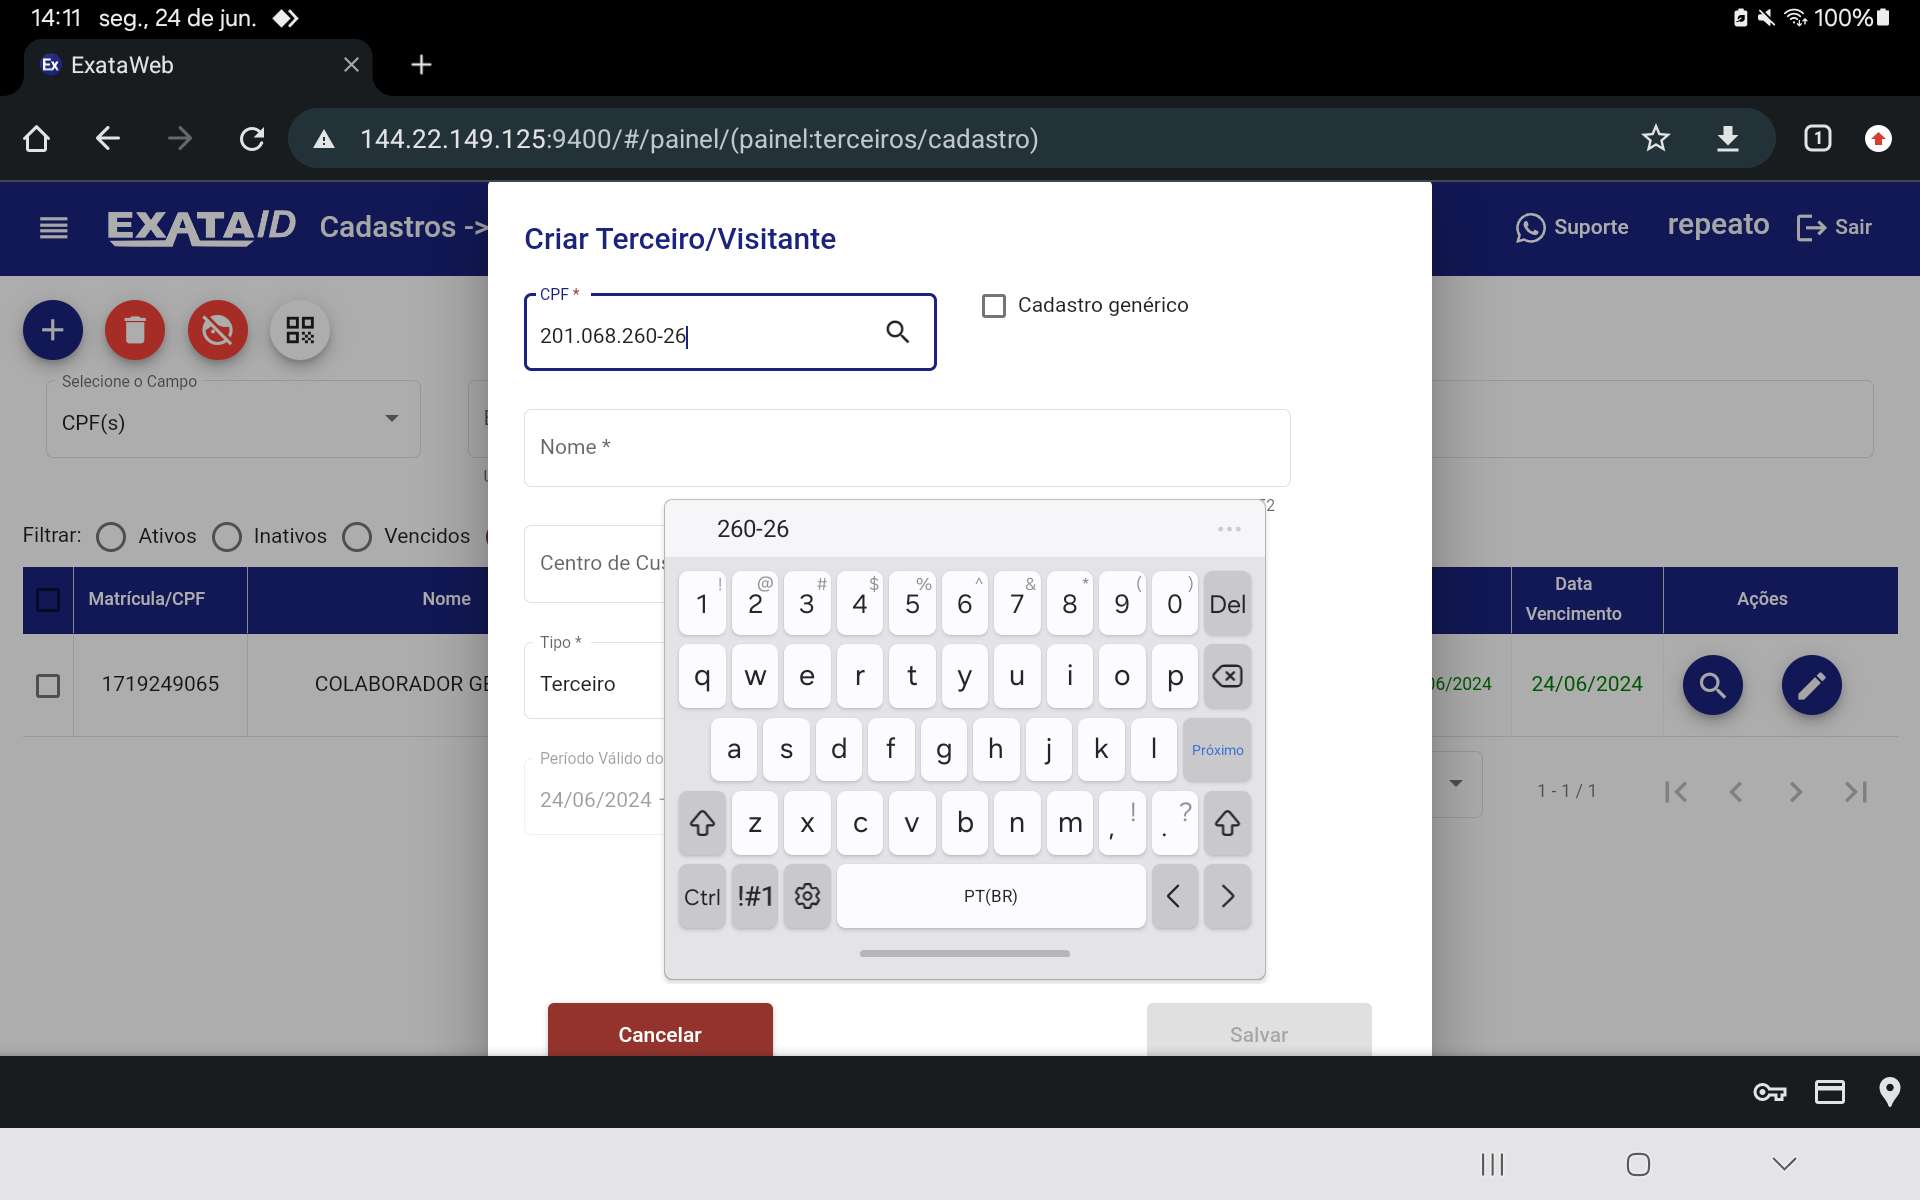 14:11 seg., 24 de jun. 100%
Ex ExataWeb
144.22.149.125:9400/#/painel/(painel:terceiros/cadastro) 1
EXATA/D Cadastros -> Suporte repeato Sair
Criar Terceiro/Visitante
CPF *
201.068.260-26
Cadastro genérico
Selecione o Campo
CPF(s)
Nome *
Filtrar: Ativos Inativos Vencidos
Centro de Cus
Matrícula/CPF Nome Data Vencimento Ações
1719249065 COLABORADOR GE 06/2024 24/06/2024
Tipo *
Terceiro
Período Válido do
24/06/2024 -
1 - 1 / 1
260-26
! @ # $ % ^ & * ( )
1 2 3 4 5 6 7 8 9 0 Del
q w e r t y u i o p
a s d f g h j k l Próximo
z x c v b n m , ! . ?
Ctrl !#1 PT(BR) < >
Cancelar Salvar